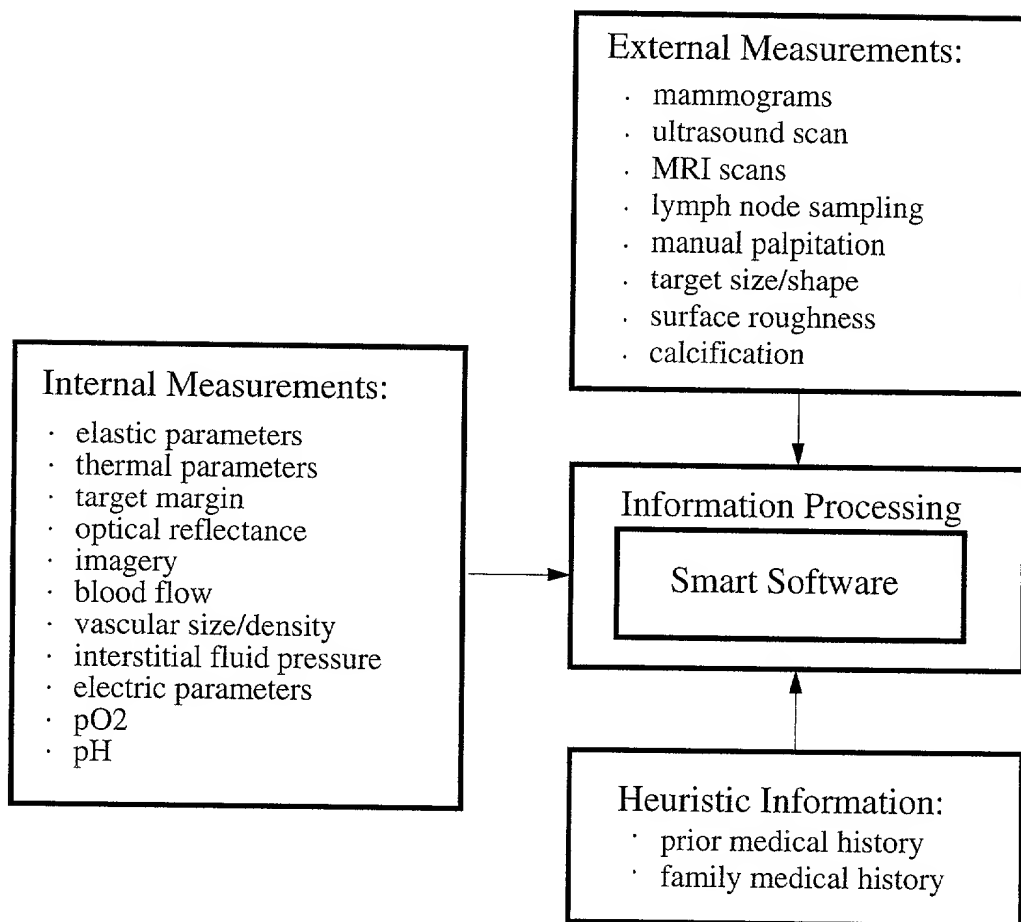 External Measurements:
· mammograms
· ultrasound scan
· MRI scans
· lymph node sampling
· manual palpitation
· target size/shape
· surface roughness
· calcification
Internal Measurements:
· elastic parameters
· thermal parameters
· target margin
· optical reflectance
· imagery
· blood flow
· vascular size/density
· interstitial fluid pressure
· electric parameters
· pO2
· pH
Information Processing
Smart Software
Heuristic Information:
· prior medical history
· family medical history